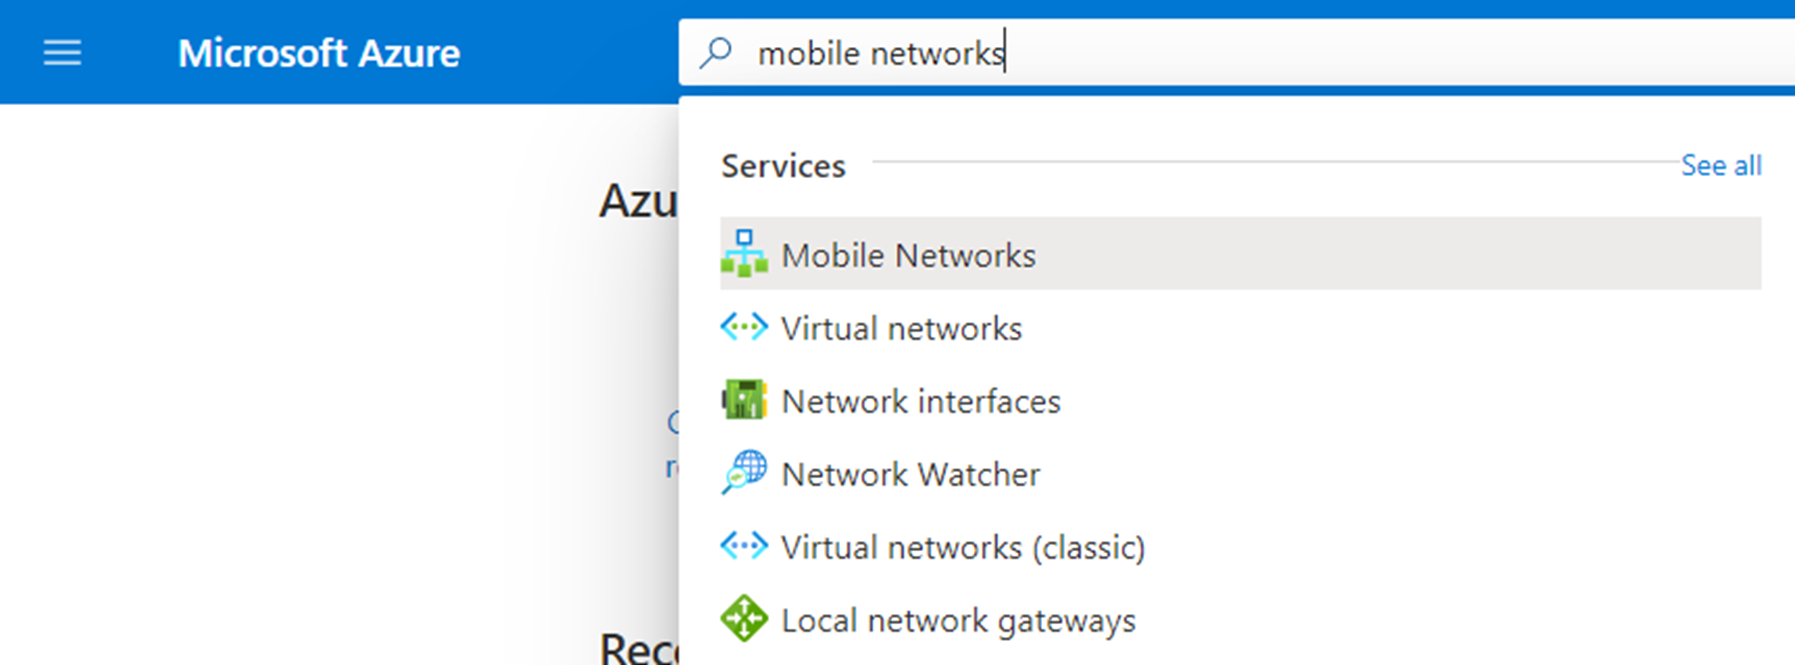 Microsoft Azure
mobile networks
Services
See all
Azu
Mobile Networks
Virtual networks
Network interfaces
Network Watcher
Virtual networks (classic)
Local network gateways
Rec